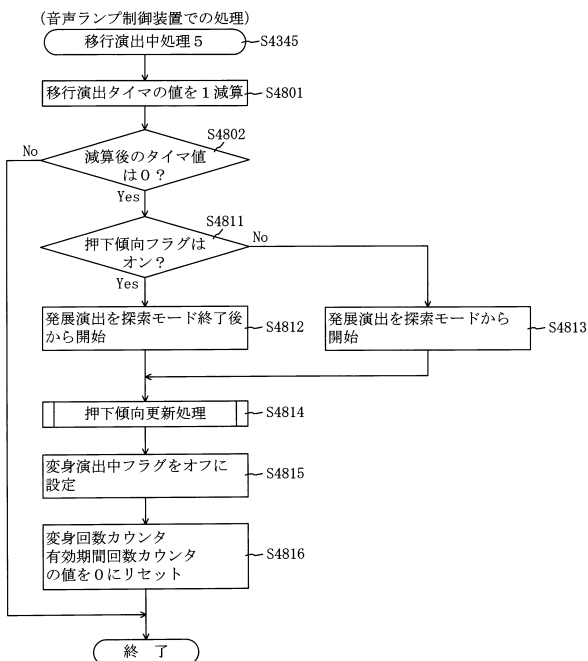 (音声ランプ制御装置での処理)
移行演出中処理5
S4345
移行演出タイマの値を1減算
S4801
S4802
減算後のタイマ値
は0?
No
Yes
S4811
押下傾向フラグは
オン?
No
Yes
発展演出を探索モード終了後
から開始
S4812
発展演出を探索モードから
開始
S4813
押下傾向更新処理
S4814
変身演出中フラグをオフに
設定
S4815
変身回数カウンタ
有効期間回数カウンタ
の値を0にリセット
S4816
終 了